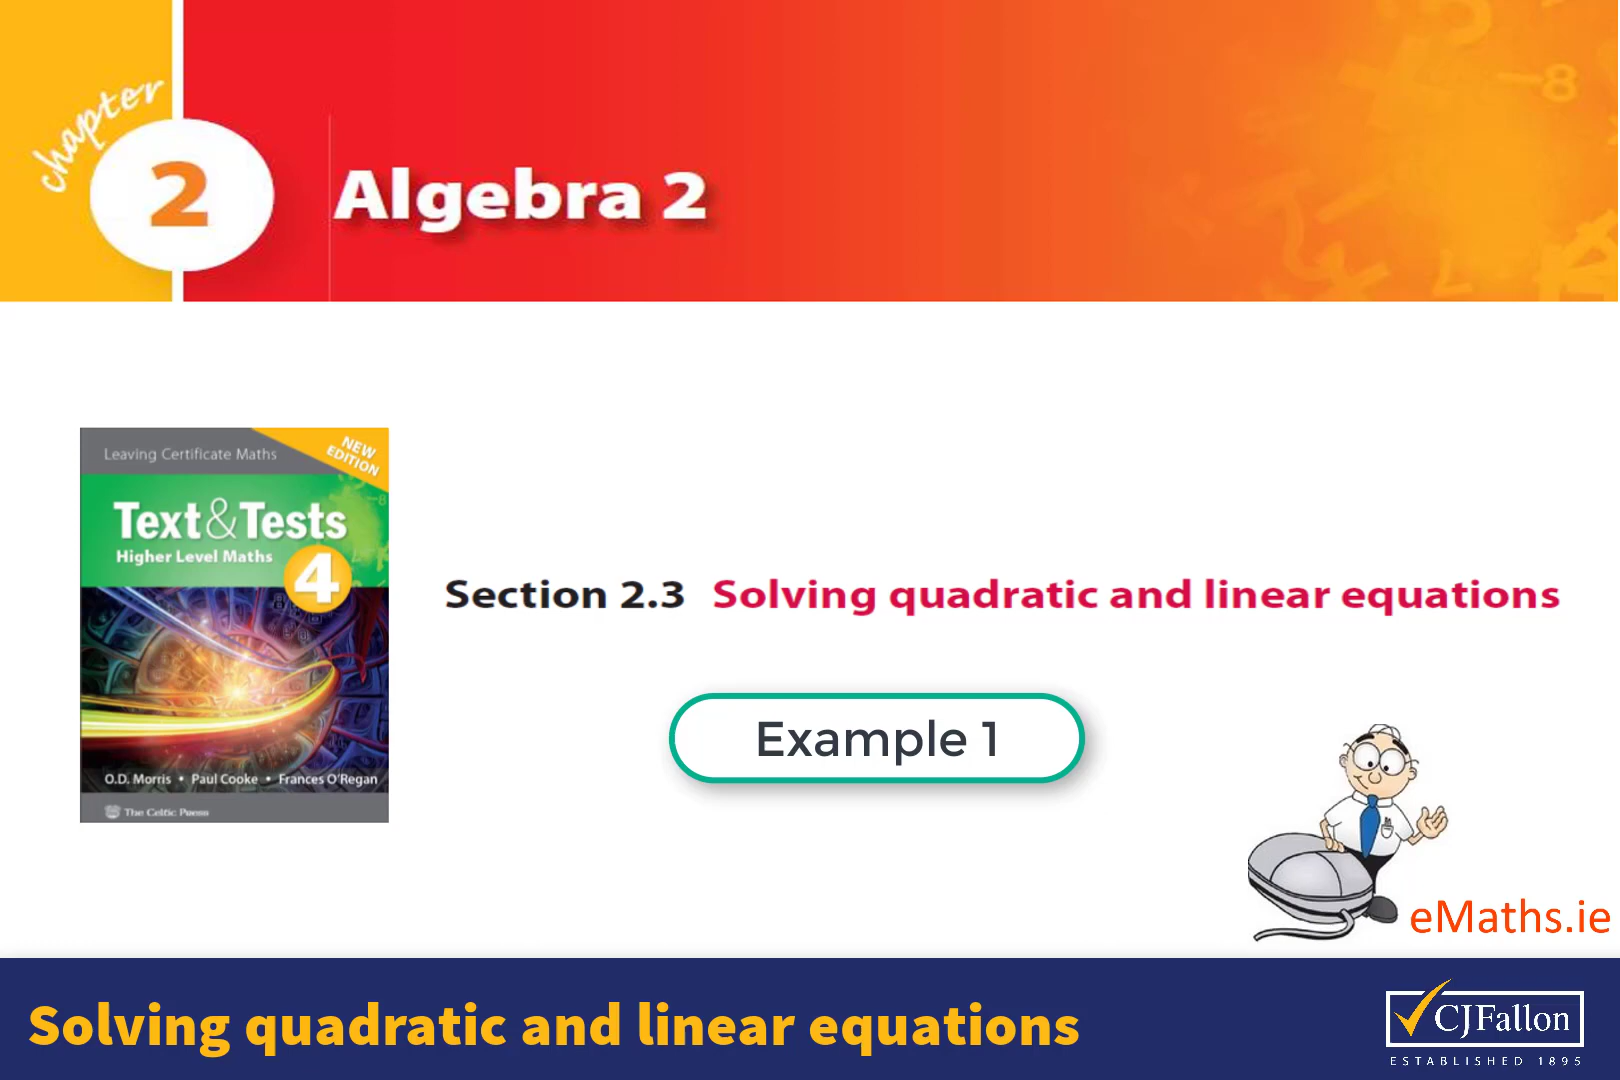 chapter
2
Algebra 2
-8
Leaving Certificate Maths
NEW
EDITION
Text&Tests
Higher Level Maths
4
O.D. Morris • Paul Cooke • Frances O'Regan
The Celtic Press
Section 2.3 Solving quadratic and linear equations
Example 1
eMaths.ie
Solving quadratic and linear equations
CJFallon
ESTABLISHED 1895